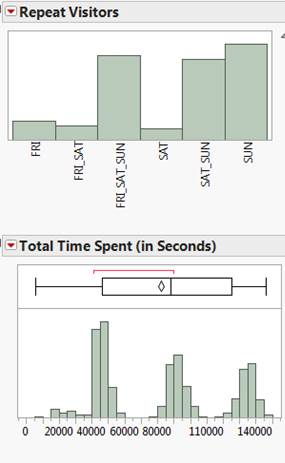 Repeat Visitors
FRI
FRI_SAT
FRI_SAT_SUN
SAT
SAT_SUN
SUN
Total Time Spent (in Seconds)
0 20000 40000 60000 80000 110000 140000